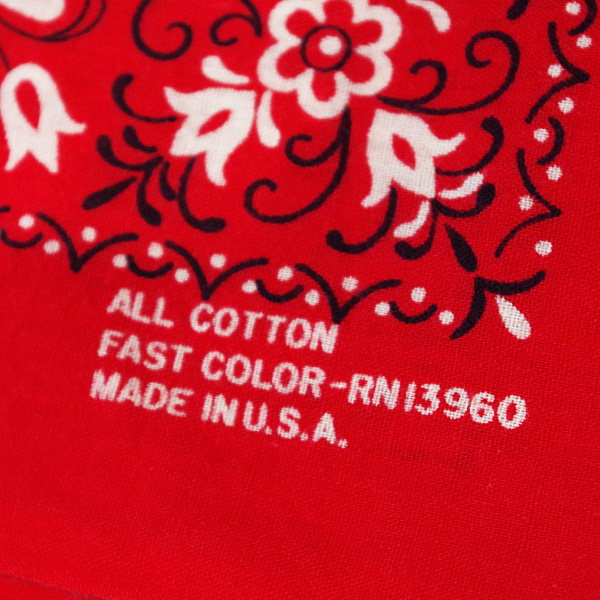 ALL COTTON
FAST COLOR-RN13960
MADE IN U.S.A.